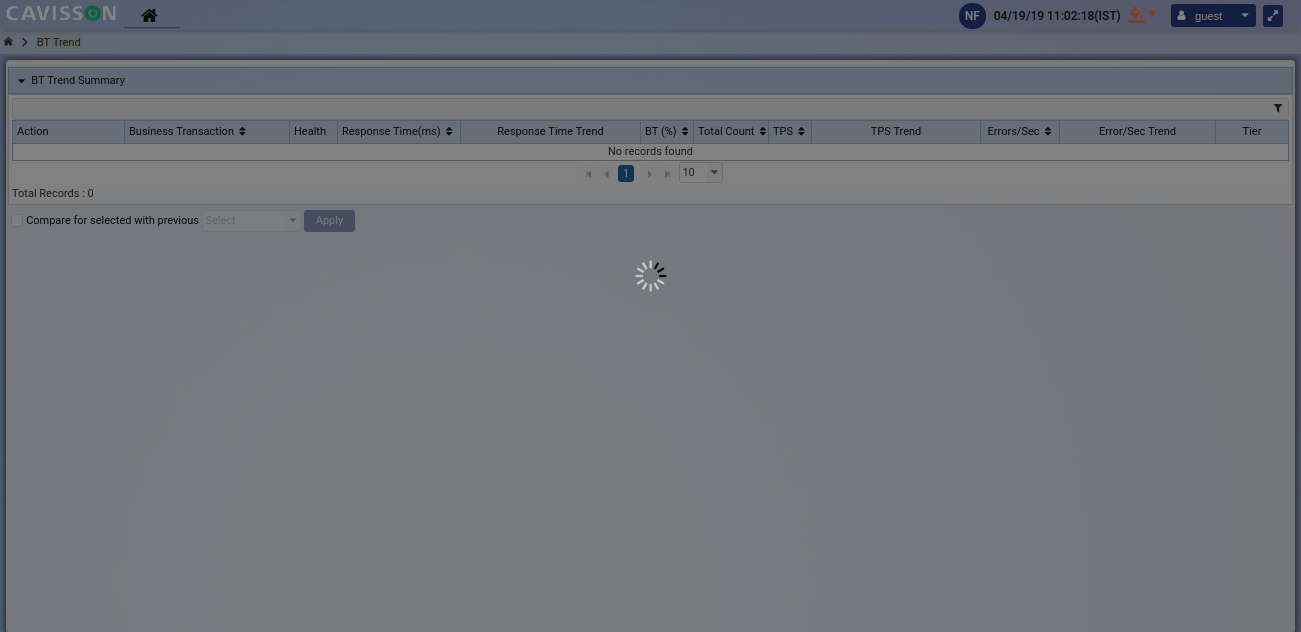 CAVISSON
NF 04/19/19 11:02:18(IST) guest
BT Trend
BT Trend Summary
Action Business Transaction Health Response Time(ms) Response Time Trend BT (%) Total Count TPS TPS Trend Errors/Sec Error/Sec Trend Tier
No records found
1 10
Total Records : 0
Compare for selected with previous Select Apply